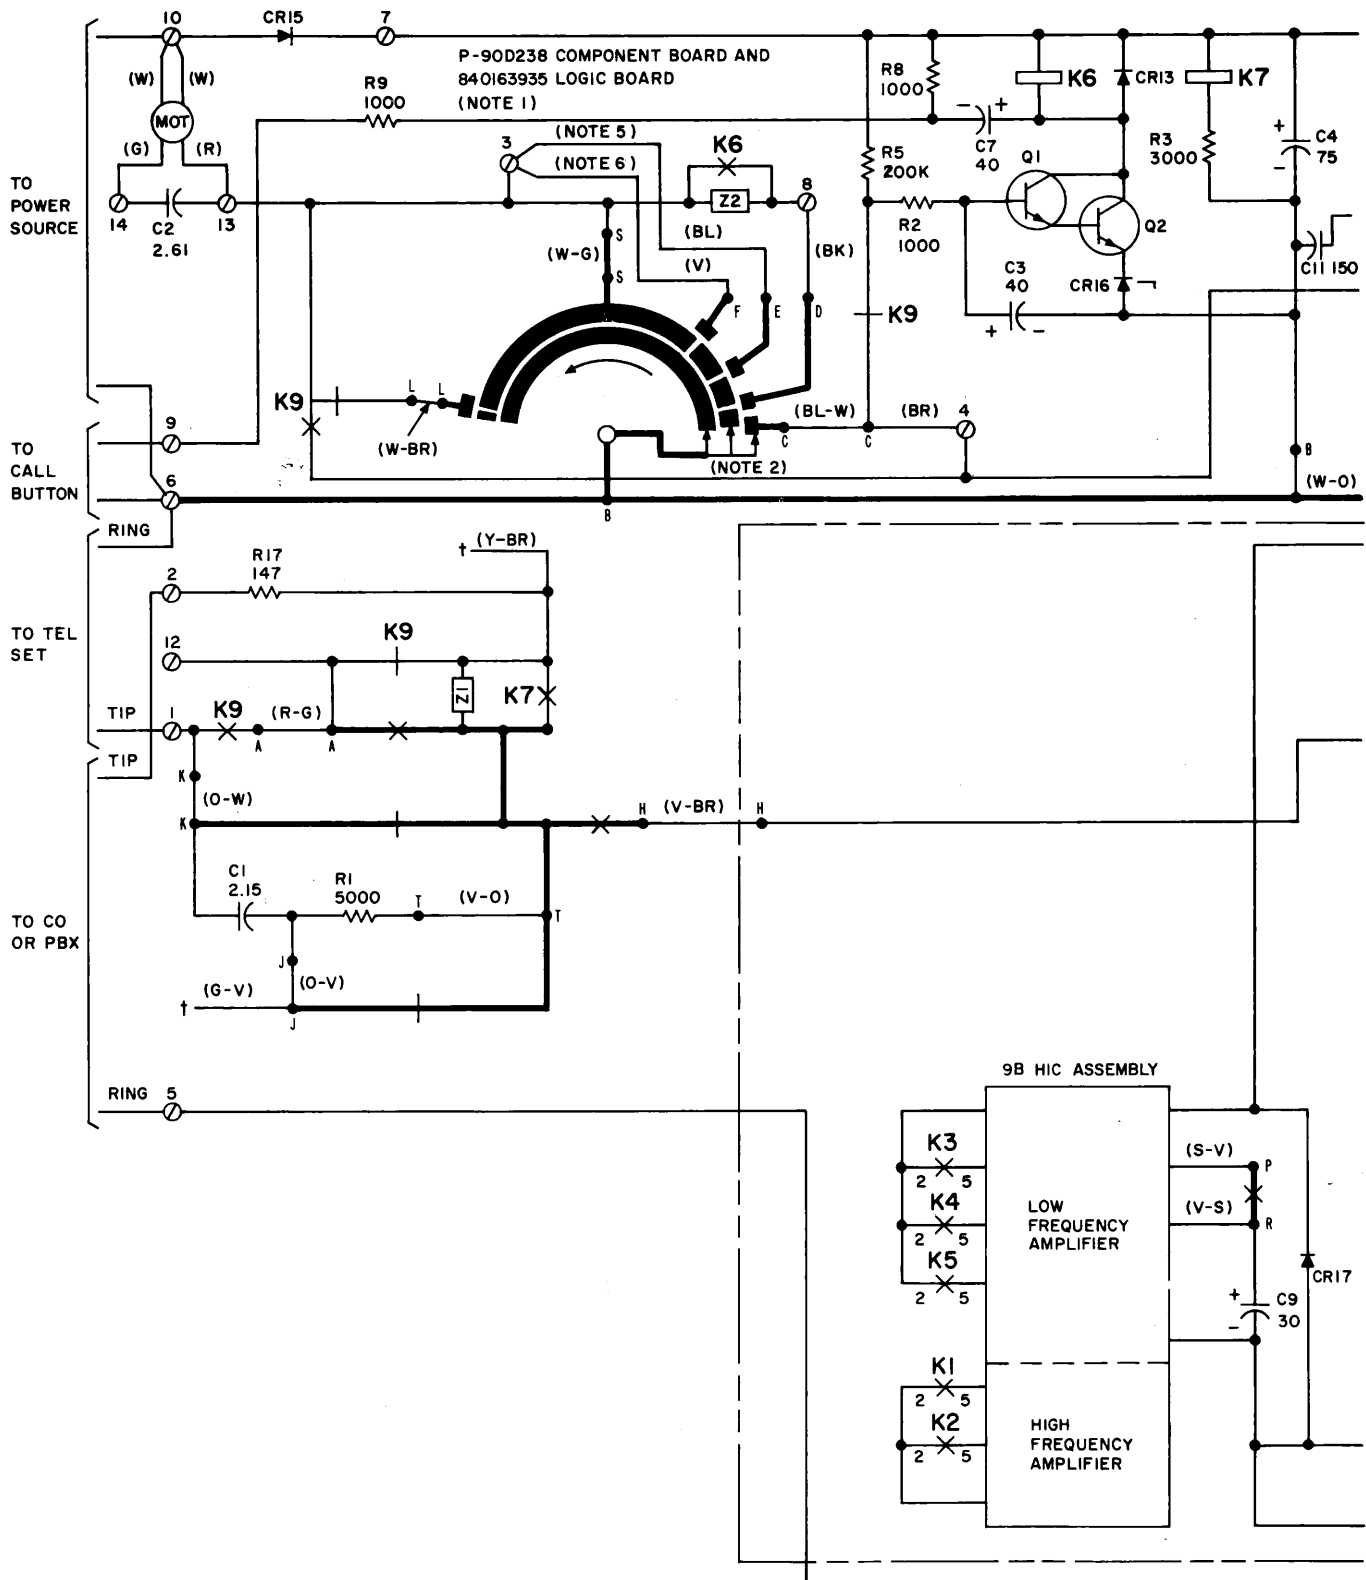 10
CR15
7
P-90D238 COMPONENT BOARD AND
840163935 LOGIC BOARD
(NOTE 1)
(W)
(W)
MOT
(G)
(R)
R9
1000
R8
1000
K6
CR13
K7
- +
C7
40
R3
3000
+
-
C4
75
3
(NOTE 5)
(NOTE 6)
K6
Z2
8
R5
200K
Q1
Q2
TO
POWER
SOURCE
14
C2
2.61
13
(BL)
(BK)
R2
1000
C11 150
S
(W-G)
S
(V)
C3
40
CR16
F
E
D
+ -
K9
K9
L
L
(W-BR)
(BL-W)
C
C
(BR)
4
9
TO
CALL
BUTTON
(NOTE 2)
B
6
B
(W-O)
RING
(Y-BR)
†
R17
147
2
TO TEL
SET
12
K9
Z1
K7
TIP
1
K9
(R-G)
A
A
TIP
K
(O-W)
K
H
(V-BR)
H
C1
2.15
R1
5000
T
(V-O)
T
TO CO
OR PBX
J
(O-V)
(G-V)
†
J
9B HIC ASSEMBLY
RING
5
K3
2 5
(S-V)
P
K4
2 5
LOW
FREQUENCY
AMPLIFIER
(V-S)
R
K5
2 5
CR17
+
-
C9
30
K1
2 5
K2
2 5
HIGH
FREQUENCY
AMPLIFIER